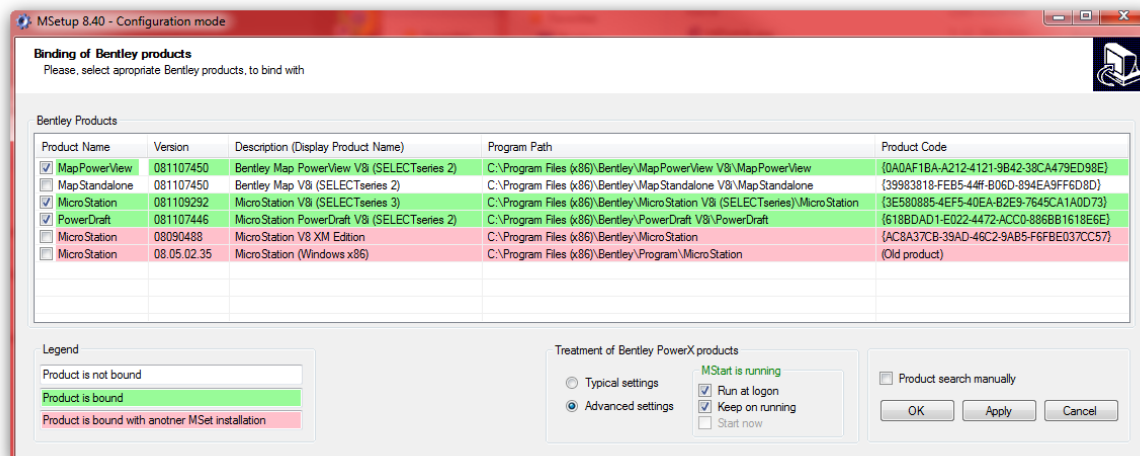 MSetup 8.40 - Configuration mode
Binding of Bentley products
Please, select apropriate Bentley products, to bind with
Bentley Products
Product Name Version Description (Display Product Name) Program Path Product Code
MapPowerView 081107450 Bentley Map PowerView V8i (SELECTseries 2) C:\Program Files (x86)\Bentley\MapPowerView V8i\MapPowerView {0A0AF1BA-A212-4121-9B42-38CA479ED98E}
MapStandalone 081107450 Bentley Map V8i (SELECTseries 2) C:\Program Files (x86)\Bentley\MapStandalone V8i\MapStandalone {39983818-FEB5-44ff-B06D-894EA9FF6D8D}
MicroStation 081109292 MicroStation V8i (SELECTseries 3) C:\Program Files (x86)\Bentley\MicroStation V8i (SELECTseries)\MicroStation {3E580885-4EF5-40EA-B2E9-7645CA1A0D73}
PowerDraft 081107446 MicroStation PowerDraft V8i (SELECTseries 2) C:\Program Files (x86)\Bentley\PowerDraft V8i\PowerDraft {618BDAD1-E022-4472-ACC0-886BB1618E6E}
MicroStation 08090488 MicroStation V8 XM Edition C:\Program Files (x86)\Bentley\MicroStation {AC8A37CB-39AD-46C2-9AB5-F6FBE037CC57}
MicroStation 08.05.02.35 MicroStation (Windows x86) C:\Program Files (x86)\Bentley\Program\MicroStation (Old product)
Legend
Product is not bound
Product is bound
Product is bound with anotner MSet installation
Treatment of Bentley PowerX products
Typical settings
Advanced settings
MStart is running
Run at logon
Keep on running
Start now
Product search manually
OK Apply Cancel